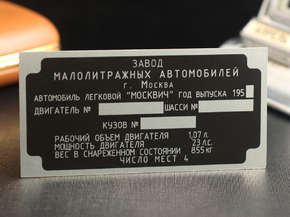 ЗАВОД
МАЛОЛИТРАЖНЫХ АВТОМОБИЛЕЙ
г. Москва
АВТОМОБИЛЬ ЛЕГКОВОЙ "МОСКВИЧ" ГОД ВЫПУСКА 195
ДВИГАТЕЛЬ № ШАССИ №
КУЗОВ №
РАБОЧИЙ ОБЪЕМ ДВИГАТЕЛЯ 1,07 л.
МОЩНОСТЬ ДВИГАТЕЛЯ 23 л.с.
ВЕС В СНАРЯЖЕННОМ СОСТОЯНИИ 855 кг
ЧИСЛО МЕСТ 4